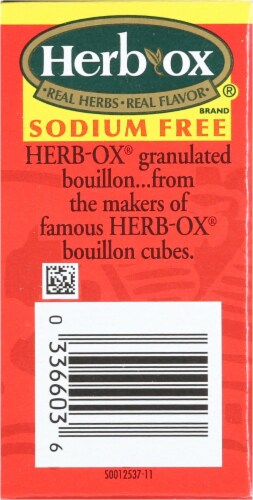 Herb ox
•REAL HERBS•REAL FLAVOR•
®
BRAND
SODIUM FREE
HERB-OX® granulated
bouillon...from
the makers of
famous HERB-OX®
bouillon cubes.
0 336603 6
S0012537-11